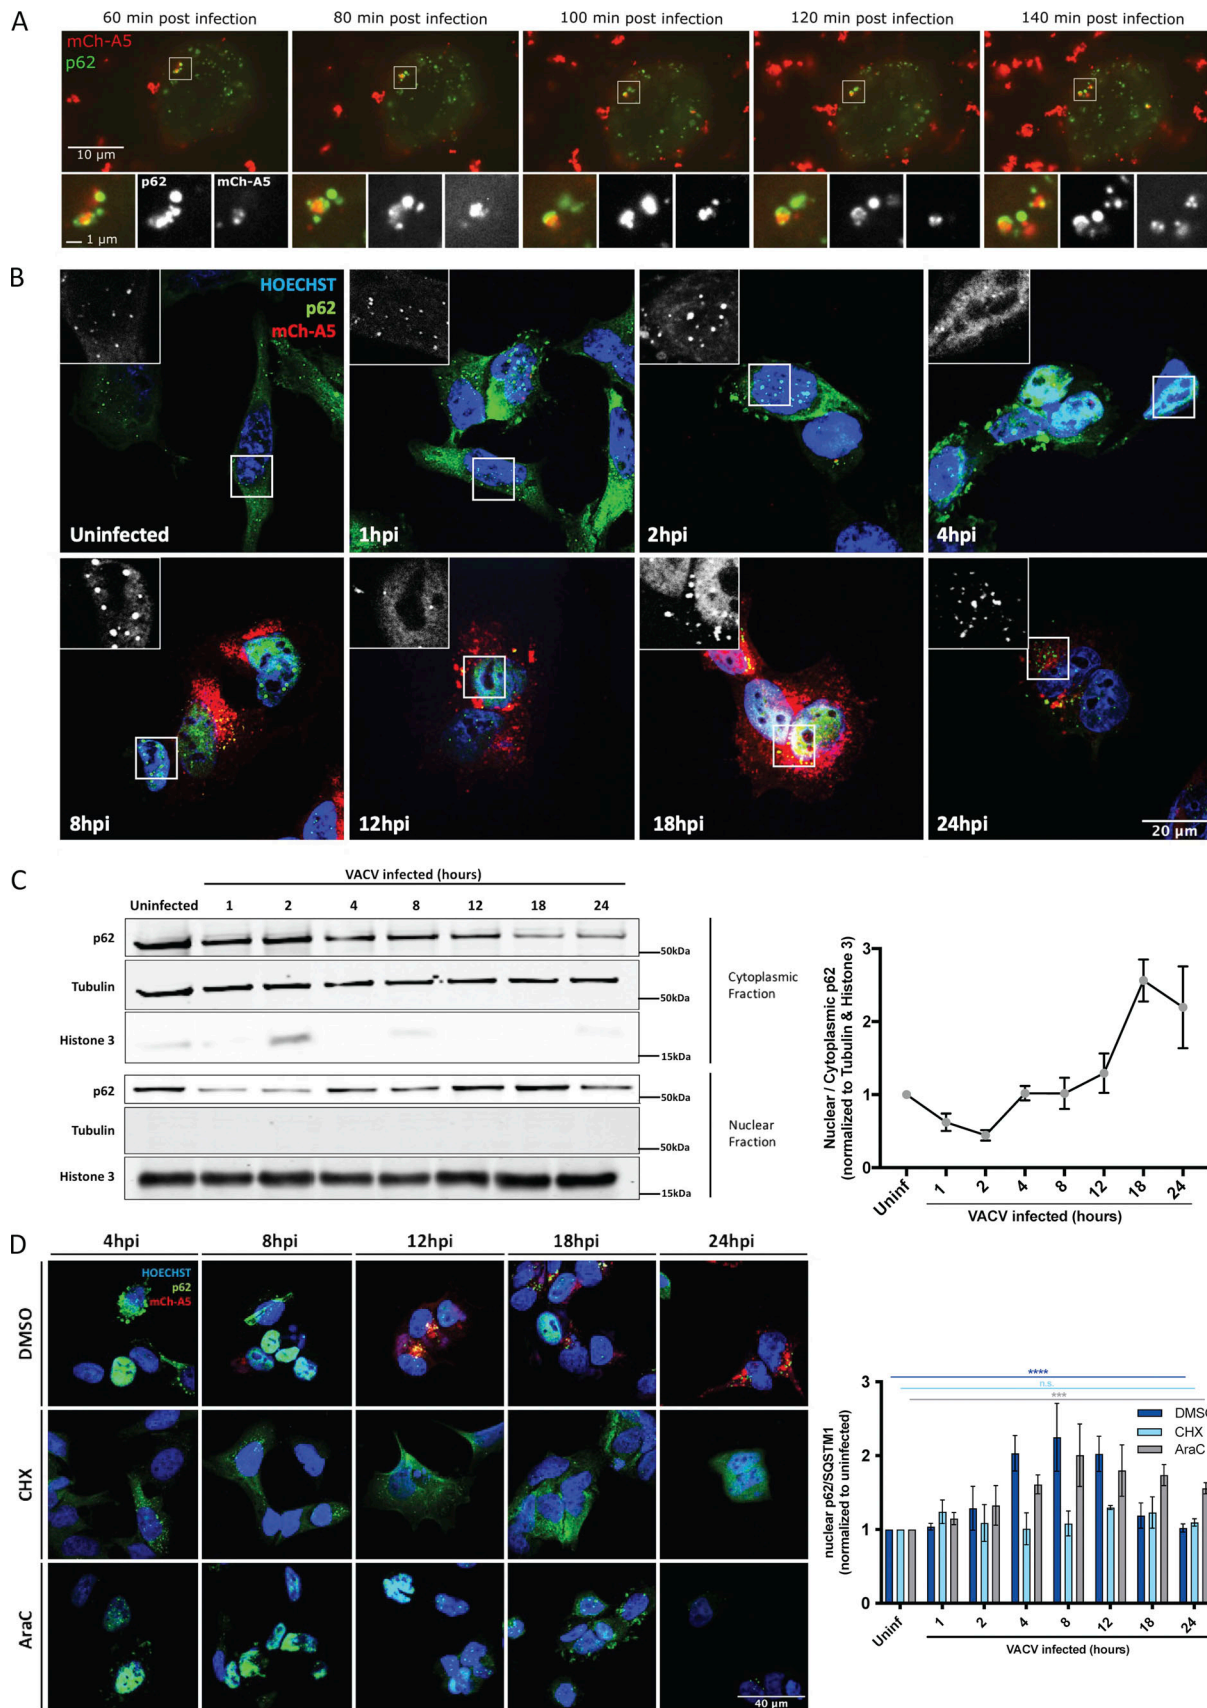 A
60 min post infection
80 min post infection
100 min post infection
120 min post infection
140 min post infection
mCh-A5
p62
10 µm
p62
mCh-A5
1 µm
B
HOECHST
p62
mCh-A5
Uninfected
1hpi
2hpi
4hpi
8hpi
12hpi
18hpi
24hpi
20 µm
C
VACV infected (hours)
Uninfected 1 2 4 8 12 18 24
p62
50kDa
Tubulin
50kDa
Histone 3
15kDa
Cytoplasmic
Fraction
p62
50kDa
Tubulin
50kDa
Histone 3
15kDa
Nuclear
Fraction
Nuclear / Cytoplasmic p62
(normalized to Tubulin & Histone 3)
3
2
1
0
Uninf 1 2 4 8 12 18 24
VACV infected (hours)
D
4hpi 8hpi 12hpi 18hpi 24hpi
HOECHST
p62
mCh-A5
DMSO
CHX
AraC
40 µm
nuclear p62/SQSTM1
(normalized to uninfected)
3
2
1
0
****
n.s.
***
DMSO
CHX
AraC
Uninf 1 2 4 8 12 18 24
VACV infected (hours)